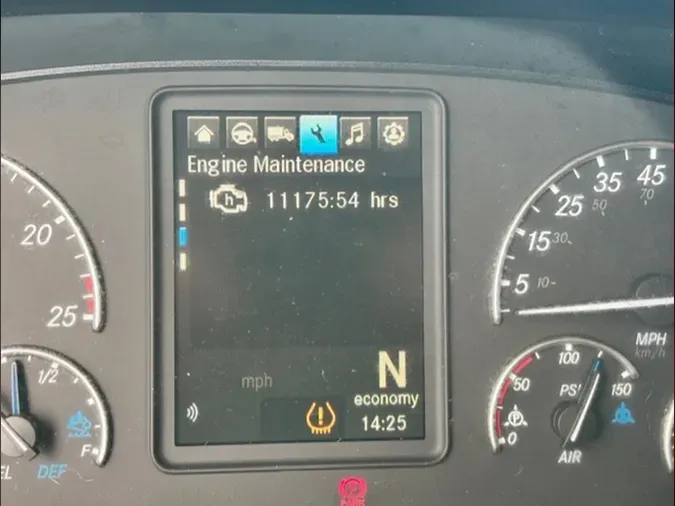 Engine Maintenance
h 11175:54 hrs
20
25
mph
N
economy
14:25
1/2
F
DEF
5
15
25
35
45
10
30
50
70
MPH
km/h
0
50
100
150
PSI
P
AIR